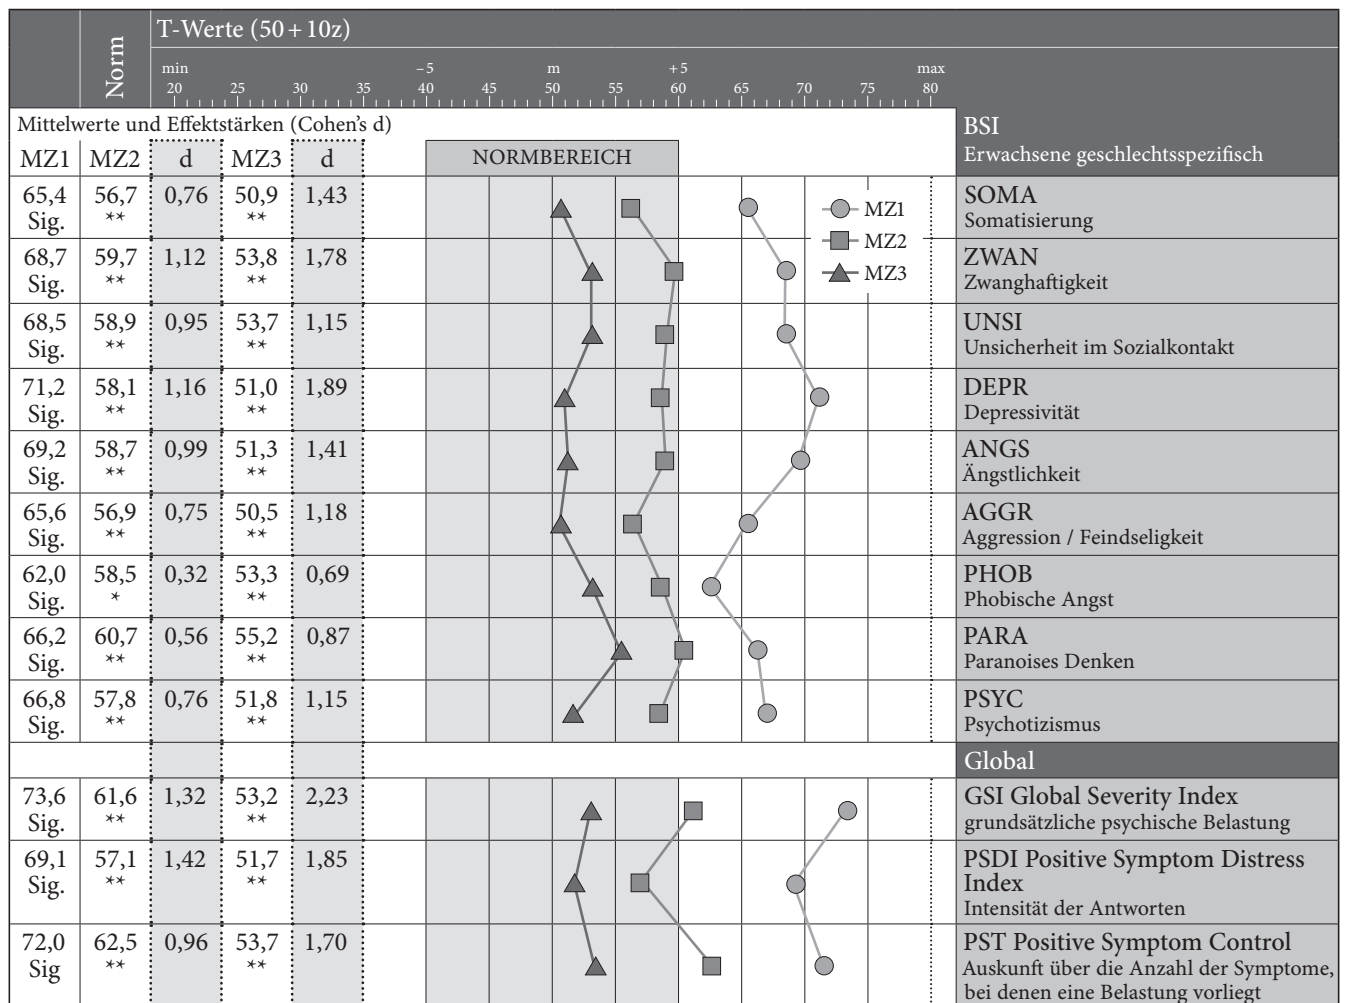 Norm
T-Werte (50 + 10z)
min –5 m +5 max
20 25 30 35 40 45 50 55 60 65 70 75 80
Mittelwerte und Effektstärken (Cohen's d)
BSI
Erwachsene geschlechtsspezifisch
MZ1 MZ2 d MZ3 d NORMBEREICH
MZ1
MZ2
MZ3
65,4 56,7 0,76 50,9 1,43 SOMA
Sig. ** ** Somatisierung
68,7 59,7 1,12 53,8 1,78 ZWAN
Sig. ** ** Zwanghaftigkeit
68,5 58,9 0,95 53,7 1,15 UNSI
Sig. ** ** Unsicherheit im Sozialkontakt
71,2 58,1 1,16 51,0 1,89 DEPR
Sig. ** ** Depressivität
69,2 58,7 0,99 51,3 1,41 ANGS
Sig. ** ** Ängstlichkeit
65,6 56,9 0,75 50,5 1,18 AGGR
Sig. ** ** Aggression / Feindseligkeit
62,0 58,5 0,32 53,3 0,69 PHOB
Sig. * ** Phobische Angst
66,2 60,7 0,56 55,2 0,87 PARA
Sig. ** ** Paranoises Denken
66,8 57,8 0,76 51,8 1,15 PSYC
Sig. ** ** Psychotizismus
Global
73,6 61,6 1,32 53,2 2,23 GSI Global Severity Index
Sig. ** ** grundsätzliche psychische Belastung
69,1 57,1 1,42 51,7 1,85 PSDI Positive Symptom Distress
Sig. ** ** Index
Intensität der Antworten
72,0 62,5 0,96 53,7 1,70 PST Positive Symptom Control
Sig ** ** Auskunft über die Anzahl der Symptome,
bei denen eine Belastung vorliegt